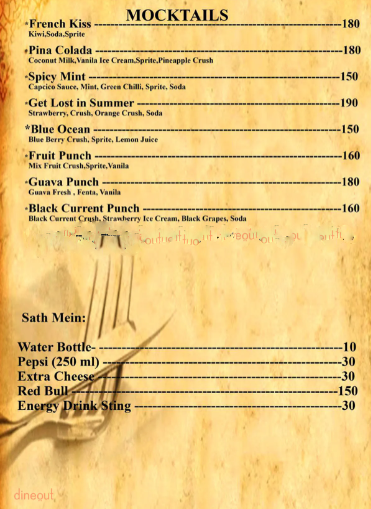 MOCKTAILS
*French Kiss ---180
Kiwi,Soda,Sprite
*Pina Colada ---180
Coconut Milk,Vanila Ice Cream,Sprite,Pineapple Crush
*Spicy Mint ---150
Capcico Sauce, Mint, Green Chilli, Sprite, Soda
*Get Lost in Summer ---190
Strawberry, Crush, Orange Crush, Soda
*Blue Ocean ---150
Blue Berry Crush, Sprite, Lemon Juice
*Fruit Punch ---160
Mix Fruit Crush,Sprite,Vanila
*Guava Punch ---180
Guava Fresh , Fenta, Vanila
*Black Current Punch ---160
Black Current Crush, Strawberry Ice Cream, Black Grapes, Soda
Sath Mein:
Water Bottle- ---10
Pepsi (250 ml) ---30
Extra Cheese ---30
Red Bull ---150
Energy Drink Sting ---30
dineout